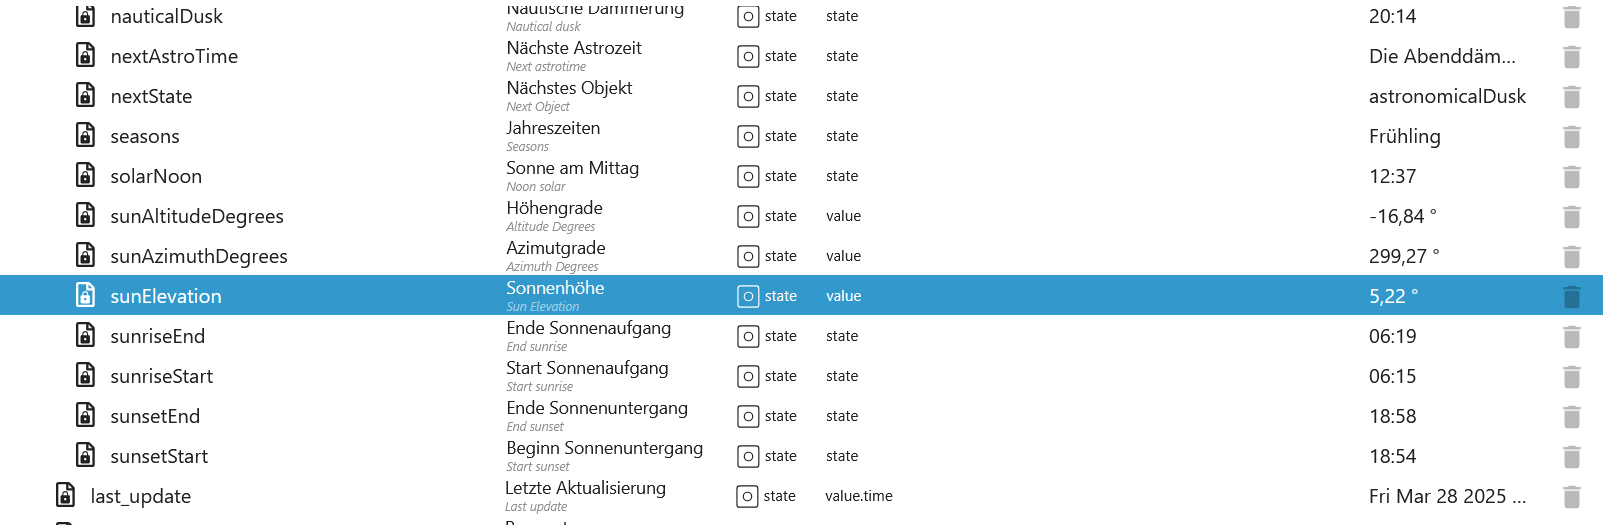 nauticalDusk Nautische Dämmerung state state 20:14
Nautical dusk
nextAstroTime Nächste Astrozeit state state Die Abenddäm...
Next astrotime
nextState Nächstes Objekt state state astronomicalDusk
Next Object
seasons Jahreszeiten state state Frühling
Seasons
solarNoon Sonne am Mittag state state 12:37
Noon solar
sunAltitudeDegrees Höhengrade state value -16,84 °
Altitude Degrees
sunAzimuthDegrees Azimutgrade state value 299,27 °
Azimuth Degrees
sunElevation Sonnenhöhe state value 5,22 °
Sun Elevation
sunriseEnd Ende Sonnenaufgang state state 06:19
End sunrise
sunriseStart Start Sonnenaufgang state state 06:15
Start sunrise
sunsetEnd Ende Sonnenuntergang state state 18:58
End sunset
sunsetStart Beginn Sonnenuntergang state state 18:54
Start sunset
last_update Letzte Aktualisierung state value.time Fri Mar 28 2025 ...
Last update